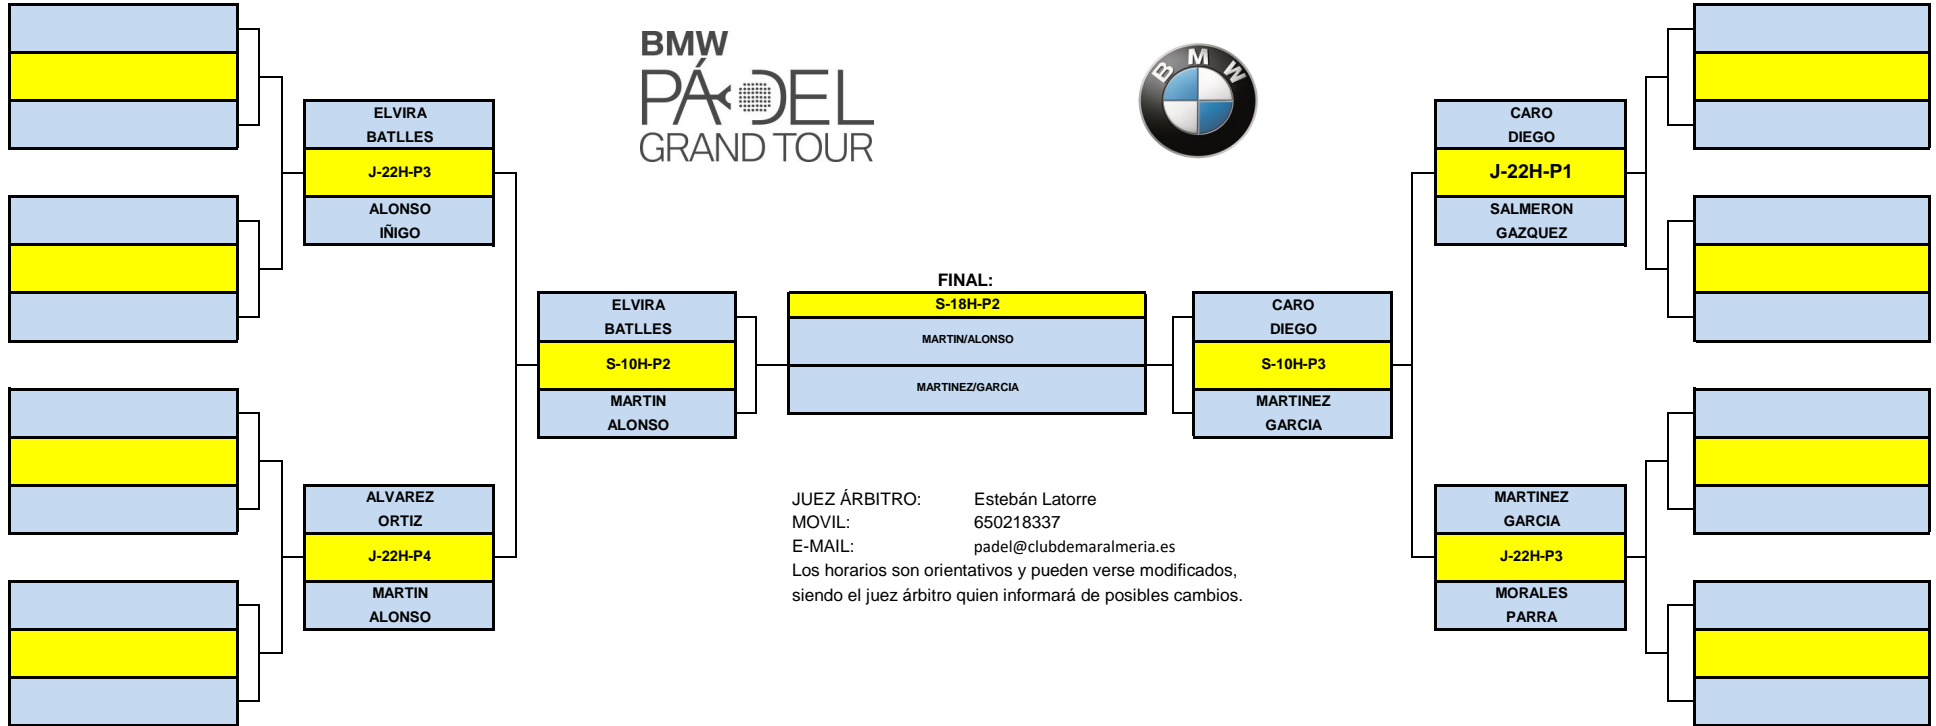 BMW
PÁDEL
GRAND TOUR
BMW
ELVIRA
BATLLES
J-22H-P3
ALONSO
IÑIGO
ALVAREZ
ORTIZ
J-22H-P4
MARTIN
ALONSO
ELVIRA
BATLLES
S-10H-P2
MARTIN
ALONSO
FINAL:
S-18H-P2
MARTIN/ALONSO
MARTINEZ/GARCIA
CARO
DIEGO
S-10H-P3
MARTINEZ
GARCIA
CARO
DIEGO
J-22H-P1
SALMERON
GAZQUEZ
MARTINEZ
GARCIA
J-22H-P3
MORALES
PARRA
JUEZ ÁRBITRO: Estebán Latorre
MOVIL: 650218337
E-MAIL: padel@clubdemaralmeria.es
Los horarios son orientativos y pueden verse modificados,
siendo el juez árbitro quien informará de posibles cambios.